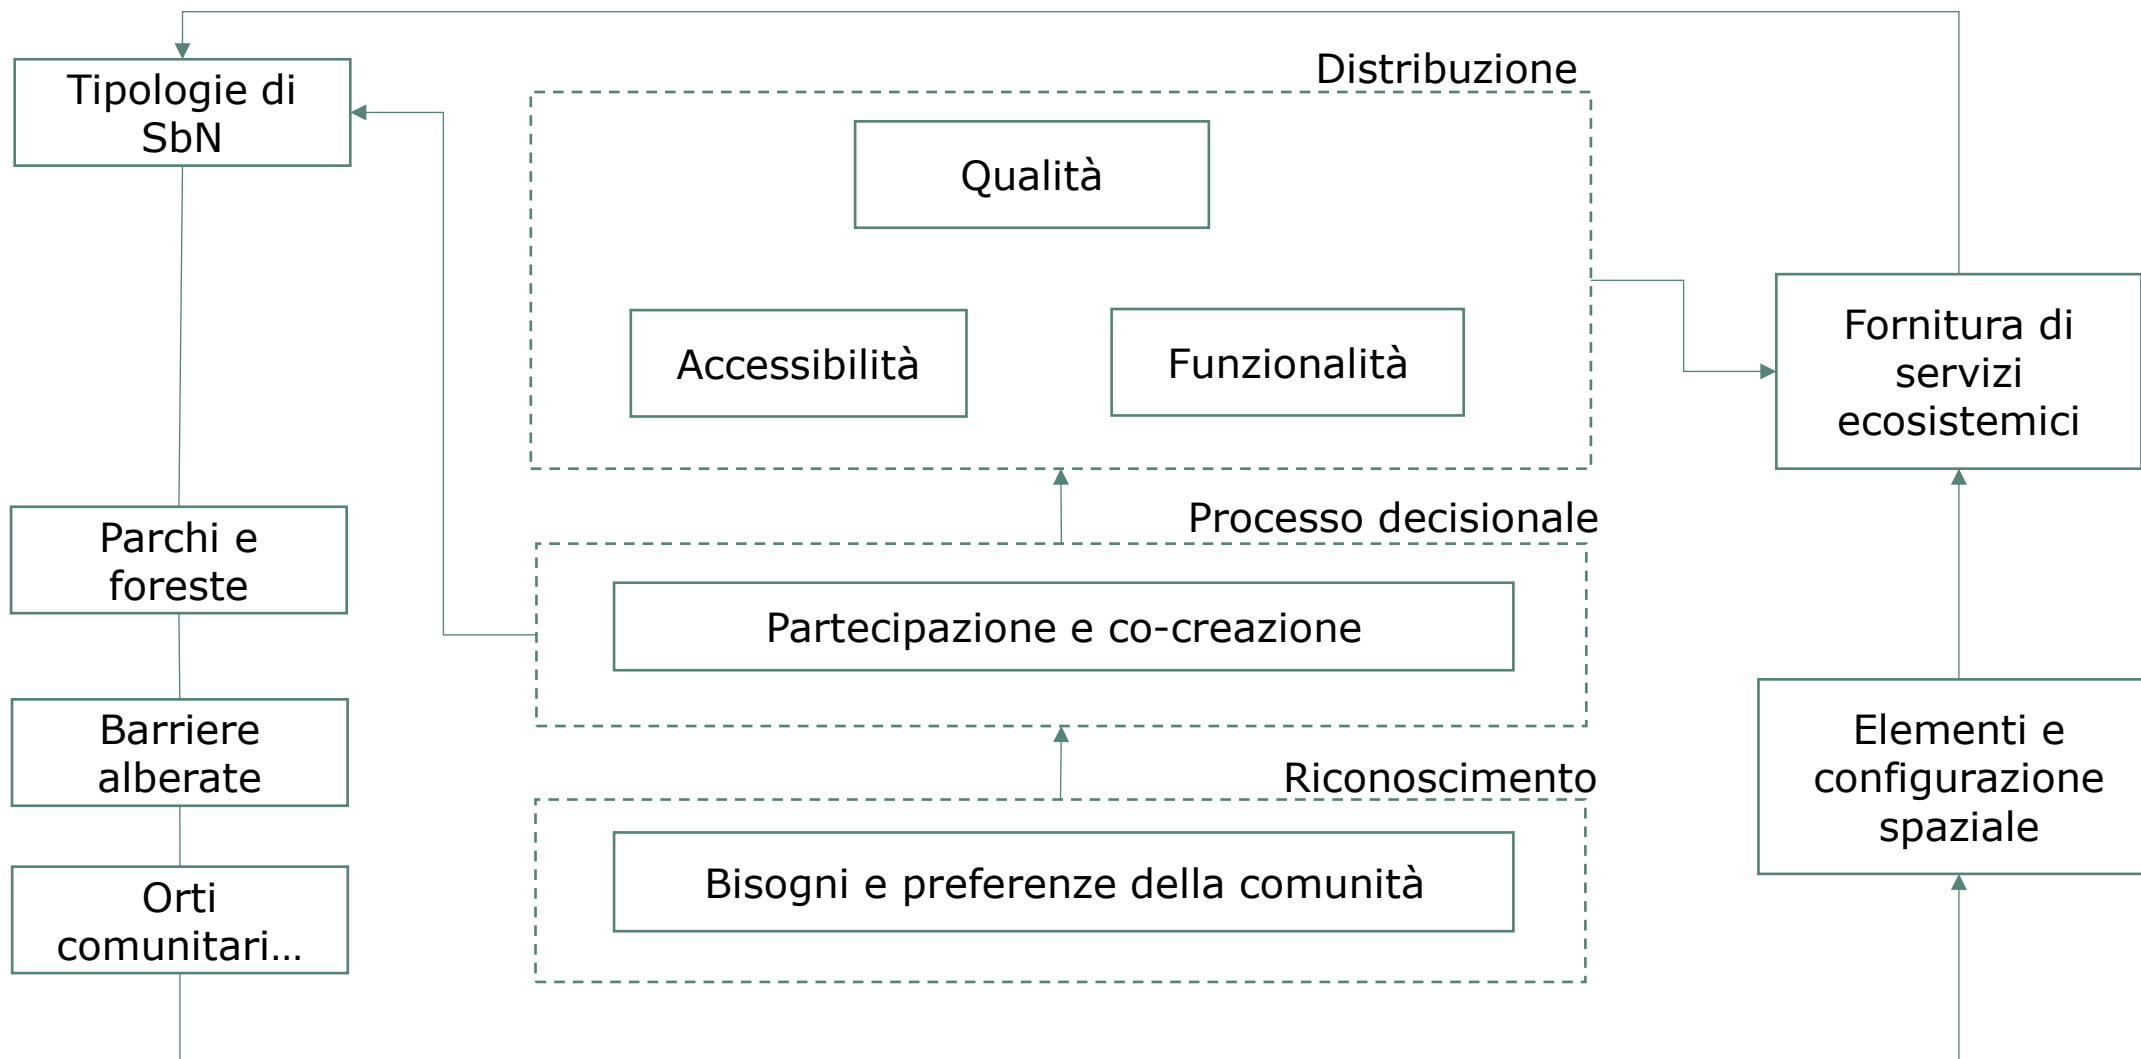 Tipologie di
SbN
Distribuzione
Qualità
Accessibilità
Funzionalità
Fornitura di
servizi
ecosistemici
Parchi e
foreste
Processo decisionale
Partecipazione e co-creazione
Barriere
alberate
Elementi e
configurazione
spaziale
Riconoscimento
Bisogni e preferenze della comunità
Orti
comunitari...